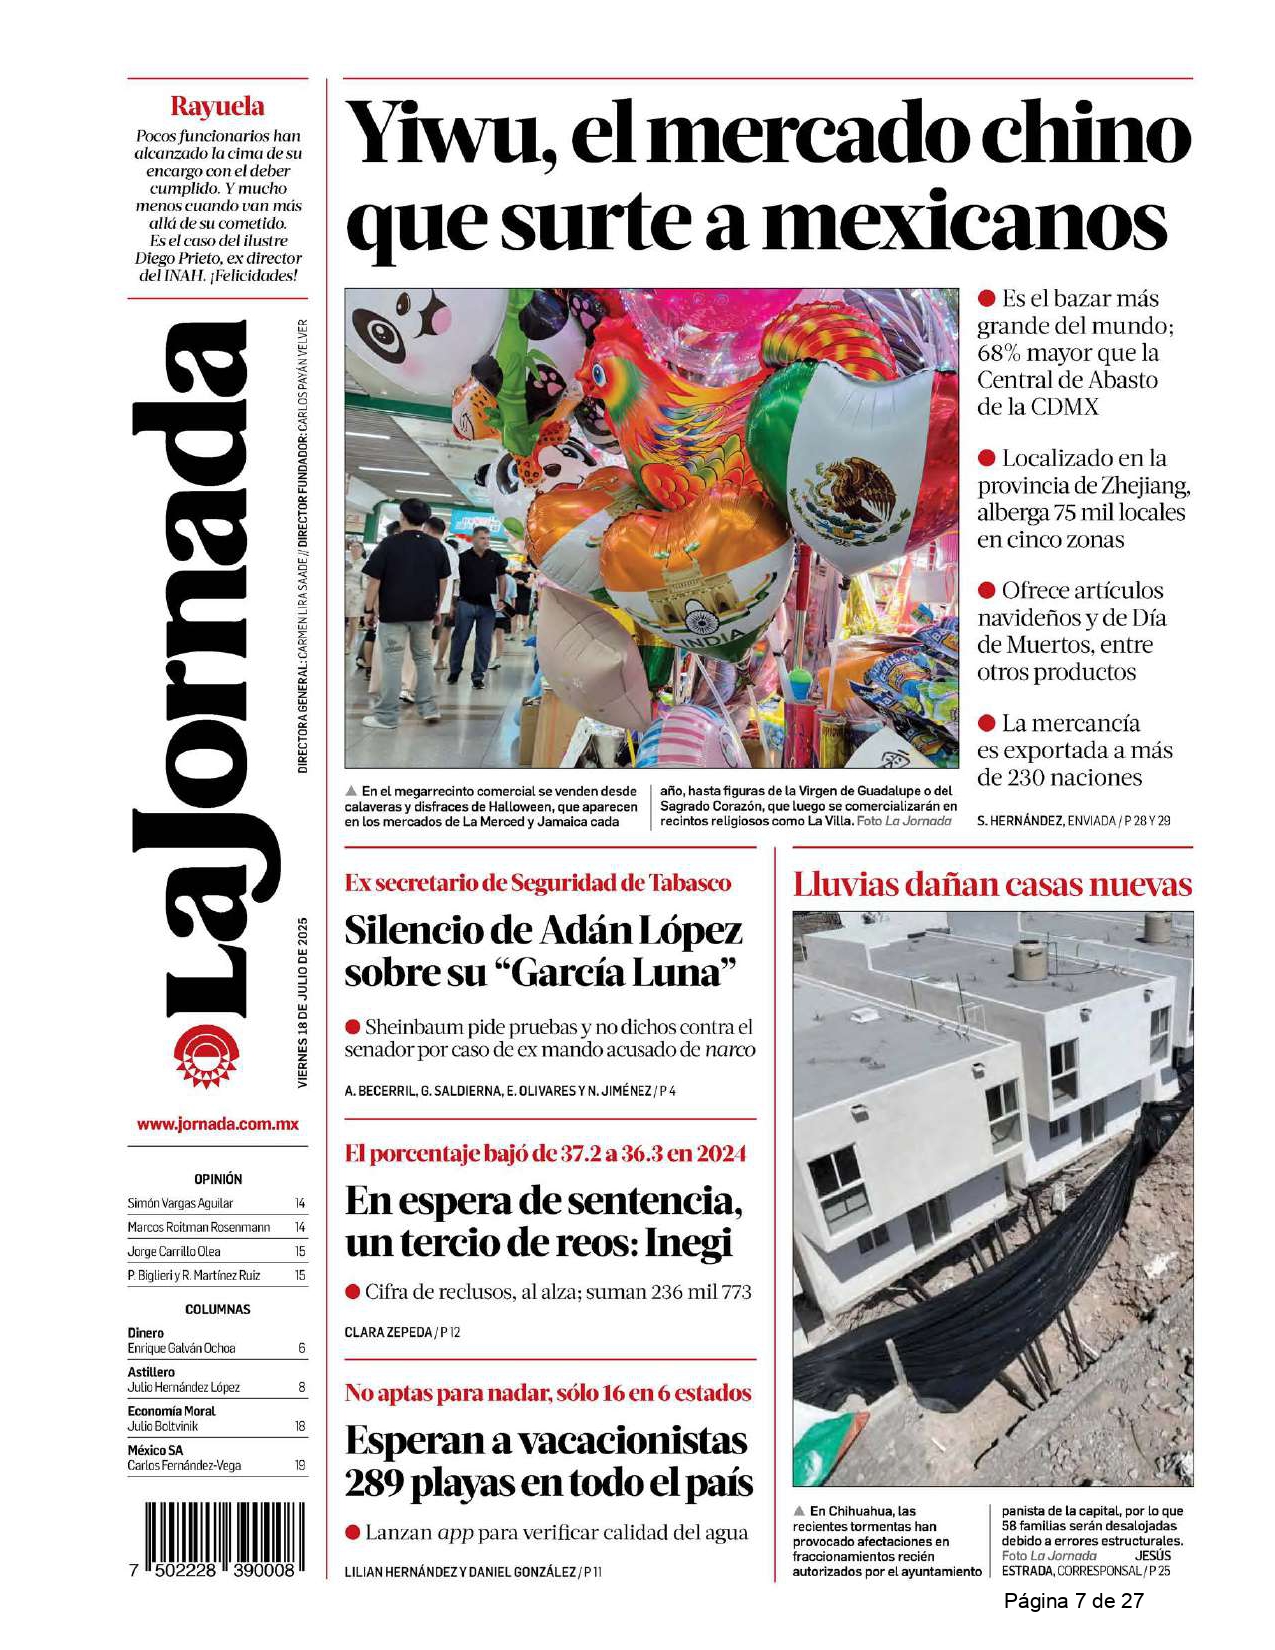 Rayuela
Pocos funcionarios han
alcanzado la cima de su
encargo con el deber
cumplido. Y mucho
menos cuando van más
allá de su cometido.
Es el caso del ilustre
Diego Prieto, ex director
del INAH. ¡Felicidades!
La Jornada
DIRECTORA GENERAL: CARMEN LIRA SAADE // DIRECTOR FUNDADOR: CARLOS PAYÁN VELVER
VIERNES 18 DE JULIO DE 2025
www.jornada.com.mx
OPINIÓN
Simón Vargas Aguilar 14
Marcos Roitman Rosenmann 14
Jorge Carrillo Olea 15
P. Biglieri y R. Martínez Ruiz 15
COLUMNAS
Dinero
Enrique Galván Ochoa 6
Astillero
Julio Hernández López 8
Economía Moral
Julio Boltvinik 18
México SA
Carlos Fernández-Vega 19
7 502228 390008
Yiwu, el mercado chino
que surte a mexicanos
INDIA
● Es el bazar más
grande del mundo;
68% mayor que la
Central de Abasto
de la CDMX
● Localizado en la
provincia de Zhejiang,
alberga 75 mil locales
en cinco zonas
● Ofrece artículos
navideños y de Día
de Muertos, entre
otros productos
● La mercancía
es exportada a más
de 230 naciones
S. HERNÁNDEZ, ENVIADA / P 28 Y 29
▲ En el megarrecinto comercial se venden desde
calaveras y disfraces de Halloween, que aparecen
en los mercados de La Merced y Jamaica cada
año, hasta figuras de la Virgen de Guadalupe o del
Sagrado Corazón, que luego se comercializarán en
recintos religiosos como La Villa. Foto La Jornada
Ex secretario de Seguridad de Tabasco
Silencio de Adán López
sobre su “García Luna”
● Sheinbaum pide pruebas y no dichos contra el
senador por caso de ex mando acusado de narco
A. BECERRIL, G. SALDIERNA, E. OLIVARES Y N. JIMÉNEZ / P 4
El porcentaje bajó de 37.2 a 36.3 en 2024
En espera de sentencia,
un tercio de reos: Inegi
● Cifra de reclusos, al alza; suman 236 mil 773
CLARA ZEPEDA / P 12
No aptas para nadar, sólo 16 en 6 estados
Esperan a vacacionistas
289 playas en todo el país
● Lanzan app para verificar calidad del agua
LILIAN HERNÁNDEZ Y DANIEL GONZÁLEZ / P 11
Lluvias dañan casas nuevas
▲ En Chihuahua, las
recientes tormentas han
provocado afectaciones en
fraccionamientos recién
autorizados por el ayuntamiento
panista de la capital, por lo que
58 familias serán desalojadas
debido a errores estructurales.
Foto La Jornada JESÚS
ESTRADA, CORRESPONSAL / P 25
Página 7 de 27